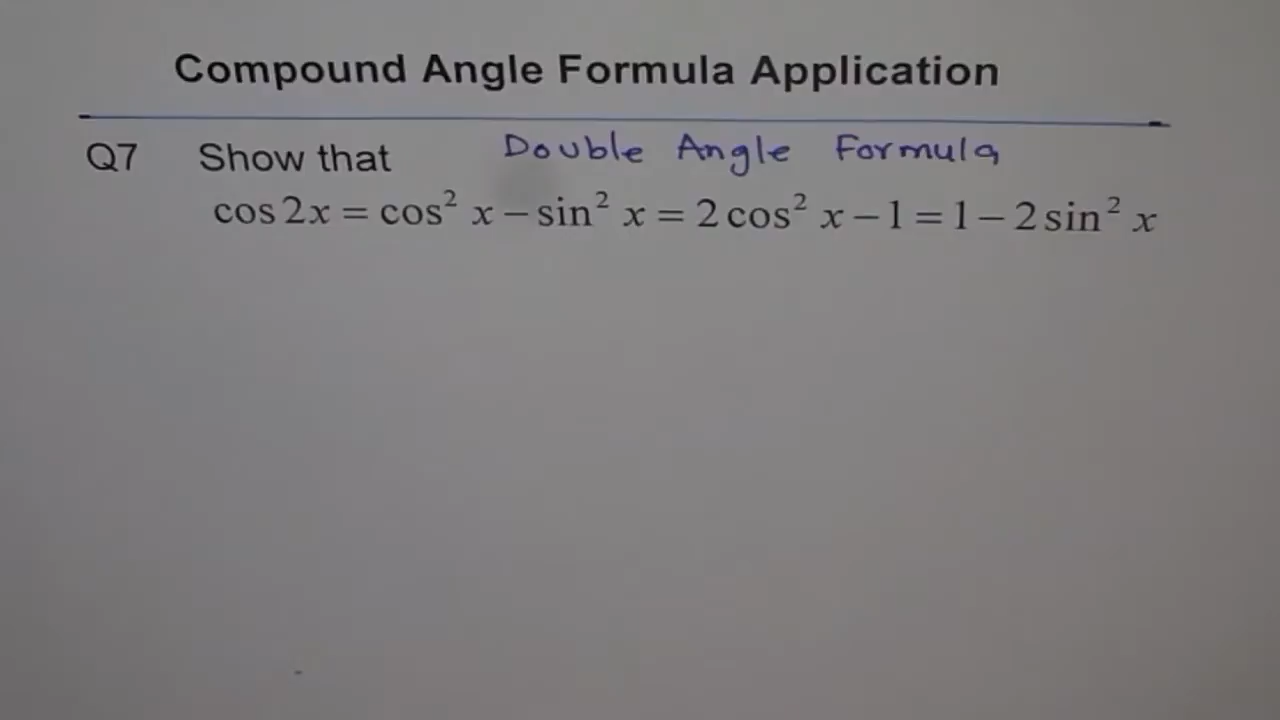 Compound Angle Formula Application
Q7 Show that Double Angle Formula
cos 2x = cos² x − sin² x = 2 cos² x − 1 = 1 − 2 sin² x